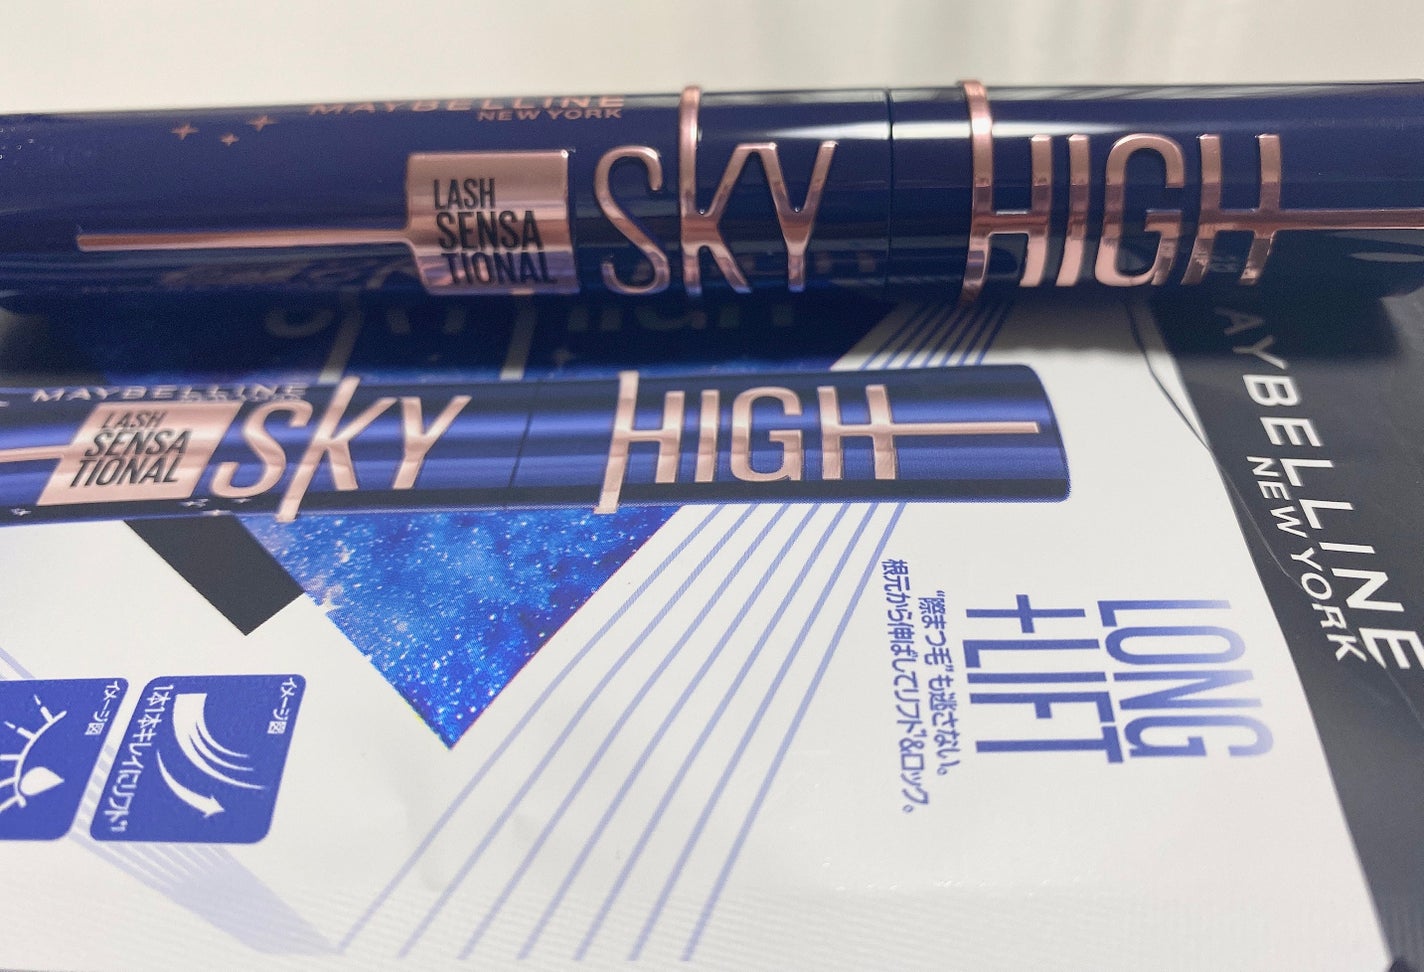 MAYBELLINE
NEW YORK
LASH
SENSA
TIONAL
SKY HIGH
MAYBELLINE
LASH
SENSA
TIONAL
SKY HIGH
MAYBELLINE
NEW YORK
LONG
+LIFT
“隠まつ毛”も逃さない。
根元から伸ばしてリフト*&ロック。
イメージ図
1本1本キレイにリフト*¹
イメージ図